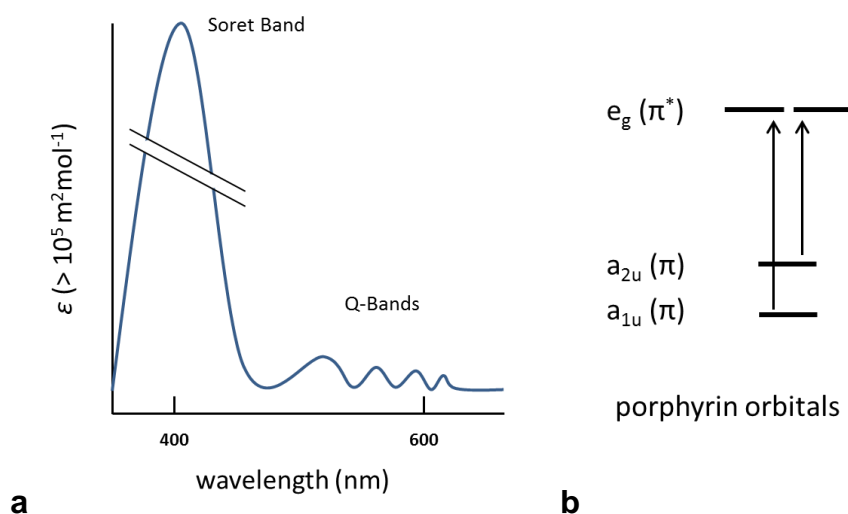 Soret Band
ε (> 10⁵ m²mol⁻¹)
Q-Bands
400
600
wavelength (nm)
a
e_g (π*)
a_2u (π)
a_1u (π)
porphyrin orbitals
b